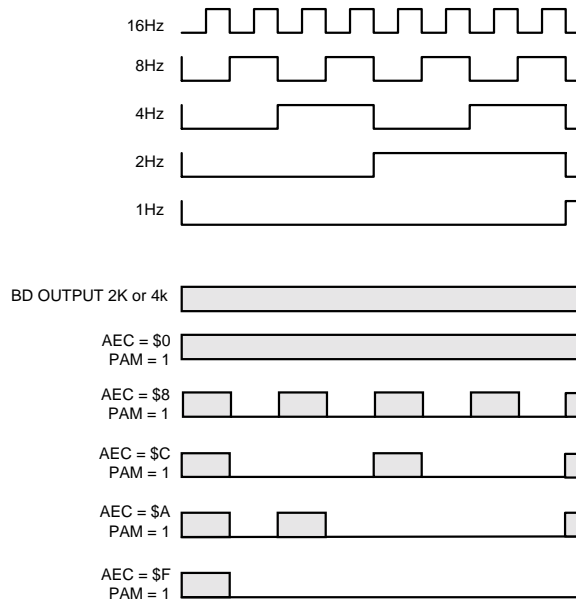 16Hz
8Hz
4Hz
2Hz
1Hz
BD OUTPUT 2K or 4k
AEC = $0
PAM = 1
AEC = $8
PAM = 1
AEC = $C
PAM = 1
AEC = $A
PAM = 1
AEC = $F
PAM = 1